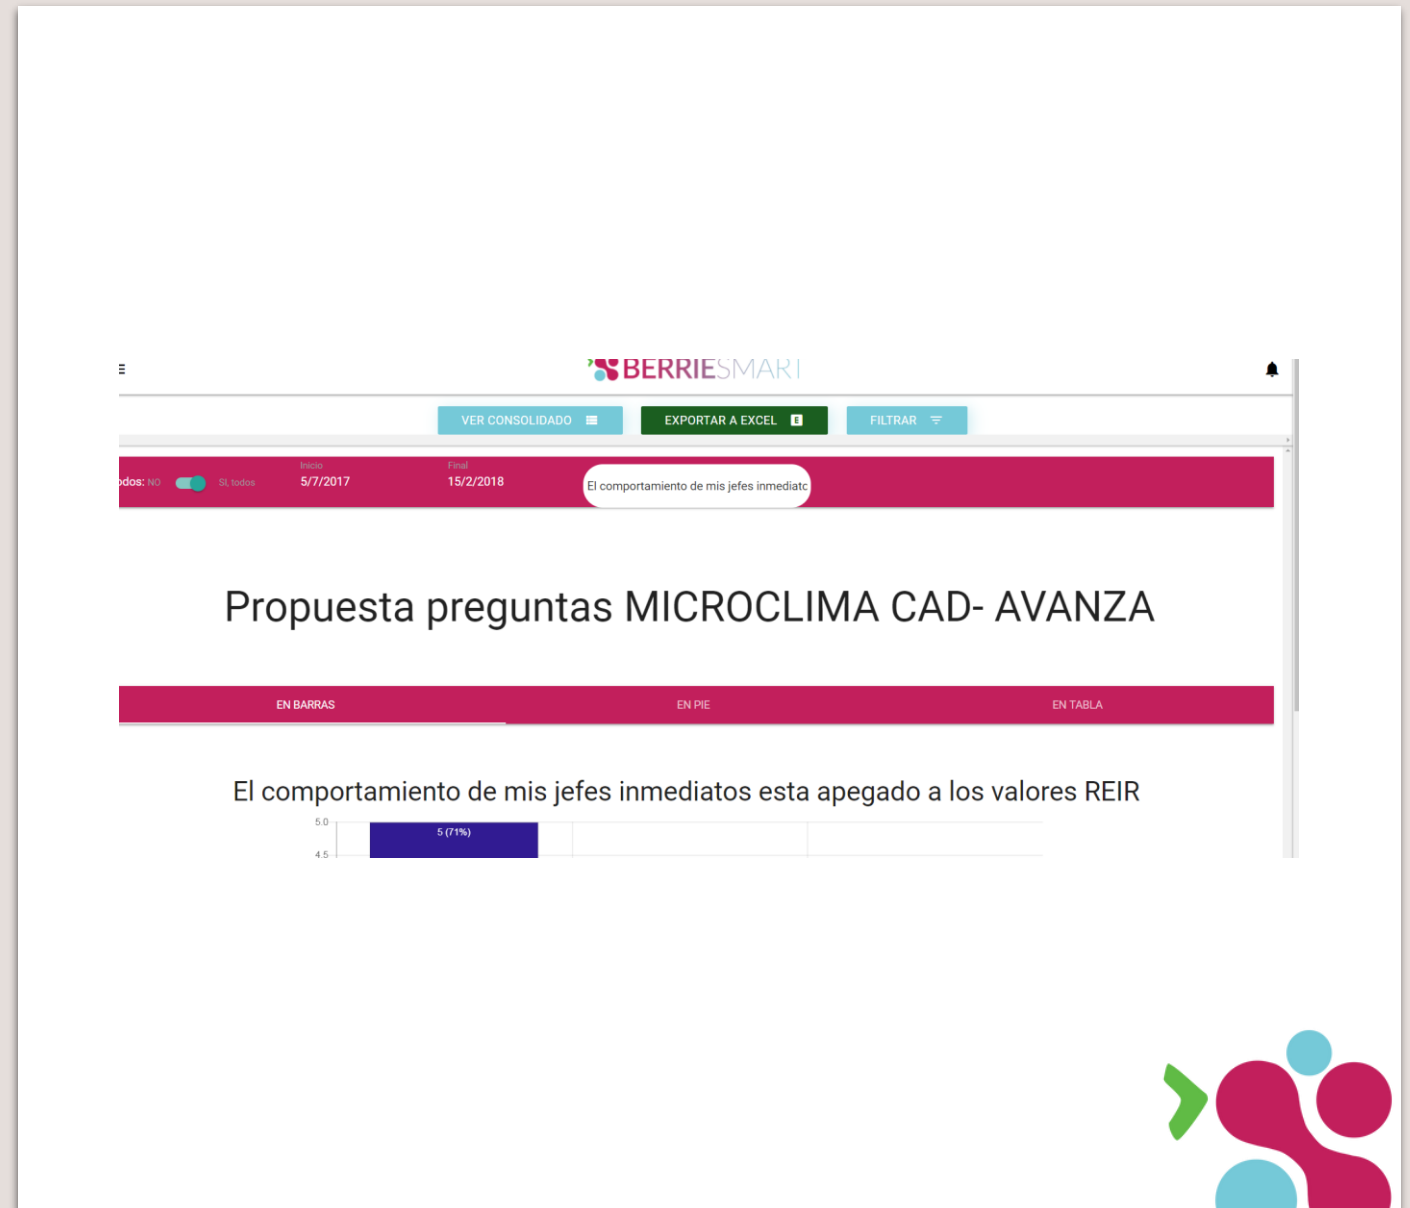 BERRIESMART
VER CONSOLIDADO
EXPORTAR A EXCEL E
FILTRAR
odos: NO SI, todos
Inicio
5/7/2017
Final
15/2/2018
El comportamiento de mis jefes inmediatc
Propuesta preguntas MICROCLIMA CAD- AVANZA
EN BARRAS
EN PIE
EN TABLA
El comportamiento de mis jefes inmediatos esta apegado a los valores REIR
5.0
5 (71%)
4.5